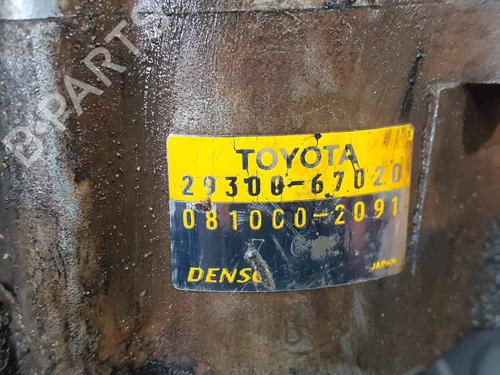 B-PARTS
TOYOTA
29300-67020
081000-2091
DENSO
JAPAN